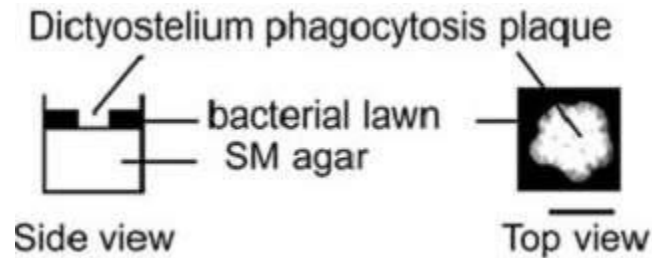 Dictyostelium phagocytosis plaque
bacterial lawn
SM agar
Side view
Top view